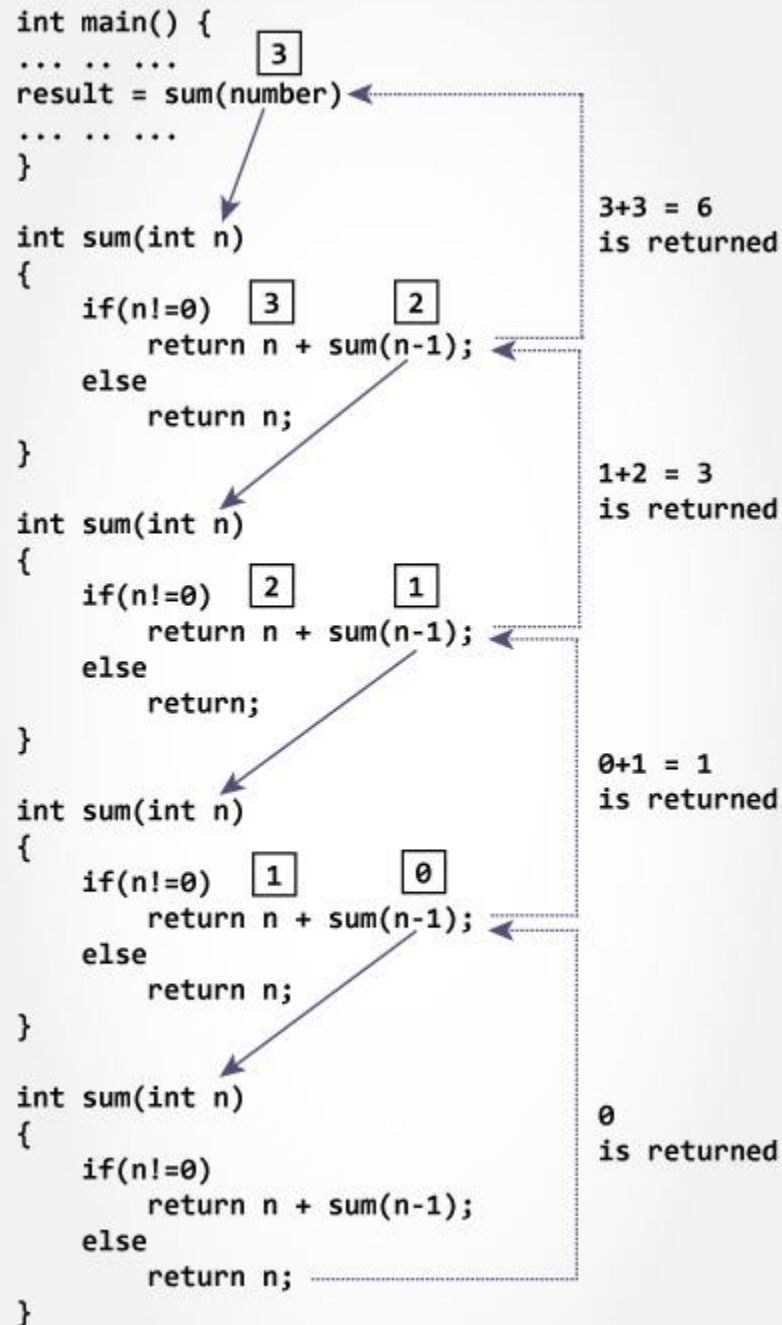 int main() {
3
... .. ...
result = sum(number)
... .. ...
}
3+3 = 6
is returned
int sum(int n)
{
if(n!=0) 3 2
return n + sum(n-1);
else
return n;
}
1+2 = 3
is returned
int sum(int n)
{
if(n!=0) 2 1
return n + sum(n-1);
else
return;
}
0+1 = 1
is returned
int sum(int n)
{
if(n!=0) 1 0
return n + sum(n-1);
else
return n;
}
int sum(int n)
{
0
is returned
if(n!=0)
return n + sum(n-1);
else
return n;
}